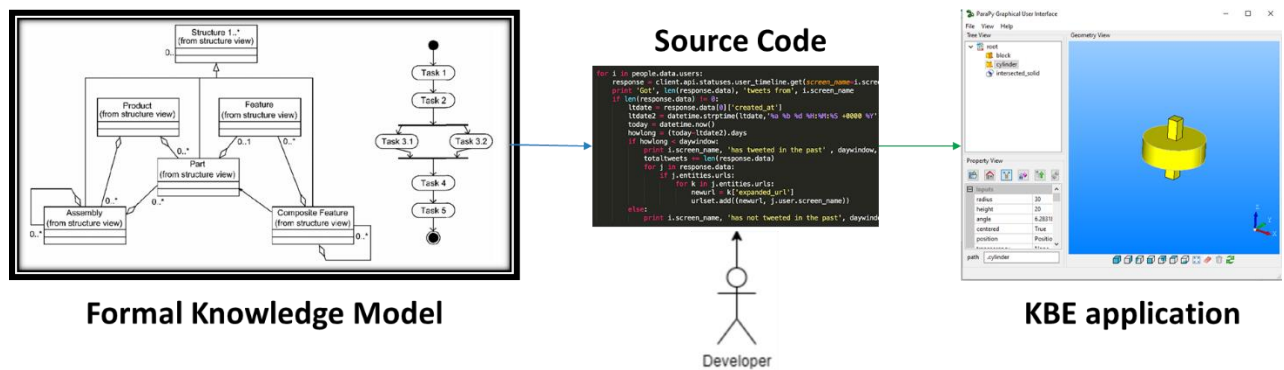 Structure 1..*
(from structure view)
0..*
Product
(from structure view)
Feature
(from structure view)
0..*
0..1
0..*
Part
(from structure view)
0..*
0..*
Assembly
(from structure view)
0..*
Composite Feature
(from structure view)
0..*
Task 1
Task 2
Task 3.1
Task 3.2
Task 4
Task 5
Formal Knowledge Model
Source Code
for i in people.data.users:
response = client.api.statuses.user_timeline.get(screen_name=i.scree
print 'Got', len(response.data), 'tweets from', i.screen_name
if len(response.data) != 0:
ltdate = response.data[0]['created_at']
ltdate2 = datetime.strptime(ltdate,'%a %b %d %H:%M:%S +0000 %Y'
today = datetime.now()
howlong = (today-ltdate2).days
if howlong < daywindow:
print i.screen_name, 'has tweeted in the past' , daywindow,
totaltweets += len(response.data)
for j in response.data:
if j.entities.urls:
for k in j.entities.urls:
newurl = k['expanded_url']
urlset.add((newurl, j.user.screen_name))
else:
print i.screen_name, 'has not tweeted in the past', daywindow
Developer
ParaPy Graphical User Interface
File View Help
Tree View
Geometry View
root
block
cylinder
intersected_solid
Property View
Inputs
radius 30
height 20
angle 6.28318
centered True
position Positio
path .cylinder
KBE application